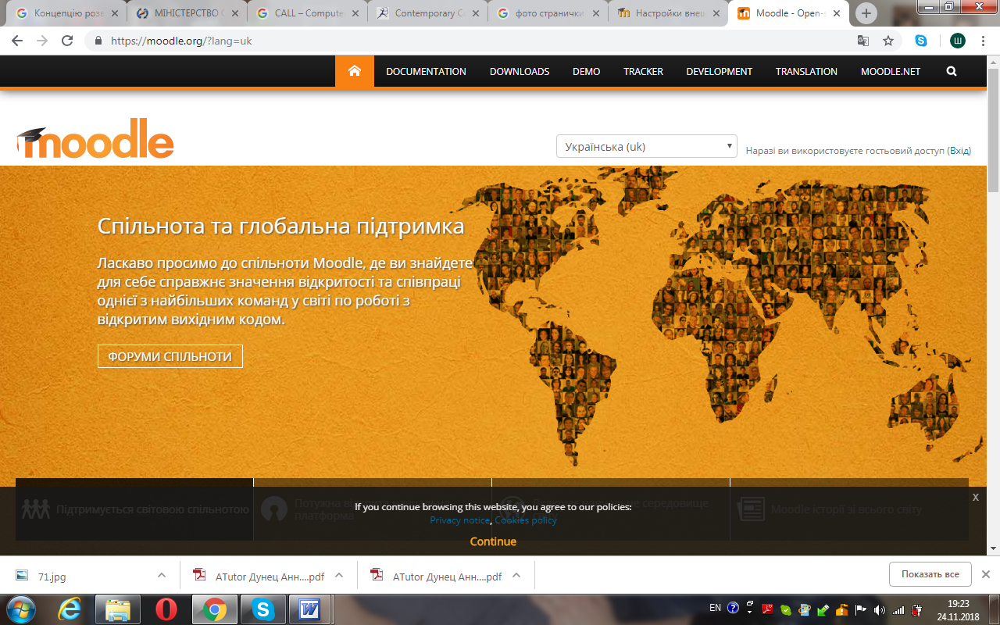 Концепцію розв
МІНІСТЕРСТВО О
CALL – Compute
Contemporary C
фото странички
Настройки внеш
Moodle - Open-s
https://moodle.org/?lang=uk
Ш
DOCUMENTATION DOWNLOADS DEMO TRACKER DEVELOPMENT TRANSLATION MOODLE.NET
moodle
Українська (uk)
Наразі ви використовуєте гостьовий доступ (Вхід)
Спільнота та глобальна підтримка
Ласкаво просимо до спільноти Moodle, де ви знайдете
для себе справжнє значення відкритості та співпраці
однієї з найбільших команд у світі по роботі з
відкритим вихідним кодом.
ФОРУМИ СПІЛЬНОТИ
Підтримується світовою спільнотою
платформа
середовище
Moodle історії зі всього світу
If you continue browsing this website, you agree to our policies:
Privacy notice, Cookies policy
Continue
x
71.jpg
ATutor Дунец Анн....pdf
ATutor Дунец Анн....pdf
Показать все
EN
19:23
24.11.2018